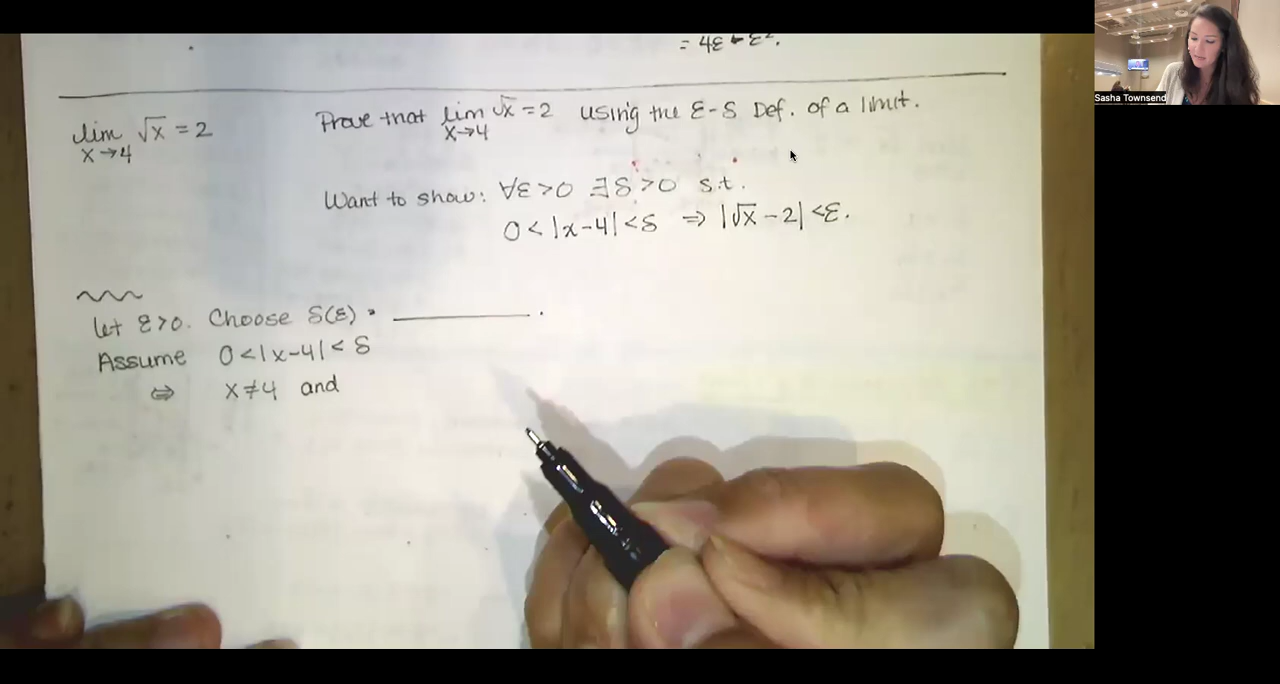 = 4ε - ε².
lim √x = 2
x→4
Prove that lim √x = 2 using the ε-δ Def. of a limit.
x→4
Want to show: ∀ε>0 ∃δ>0 s.t.
0 < |x-4| < δ ⇒ |√x - 2| < ε.
Let ε>0. Choose δ(ε) = ________.
Assume 0 < |x-4| < δ
⇔ x≠4 and
Sasha Townsend